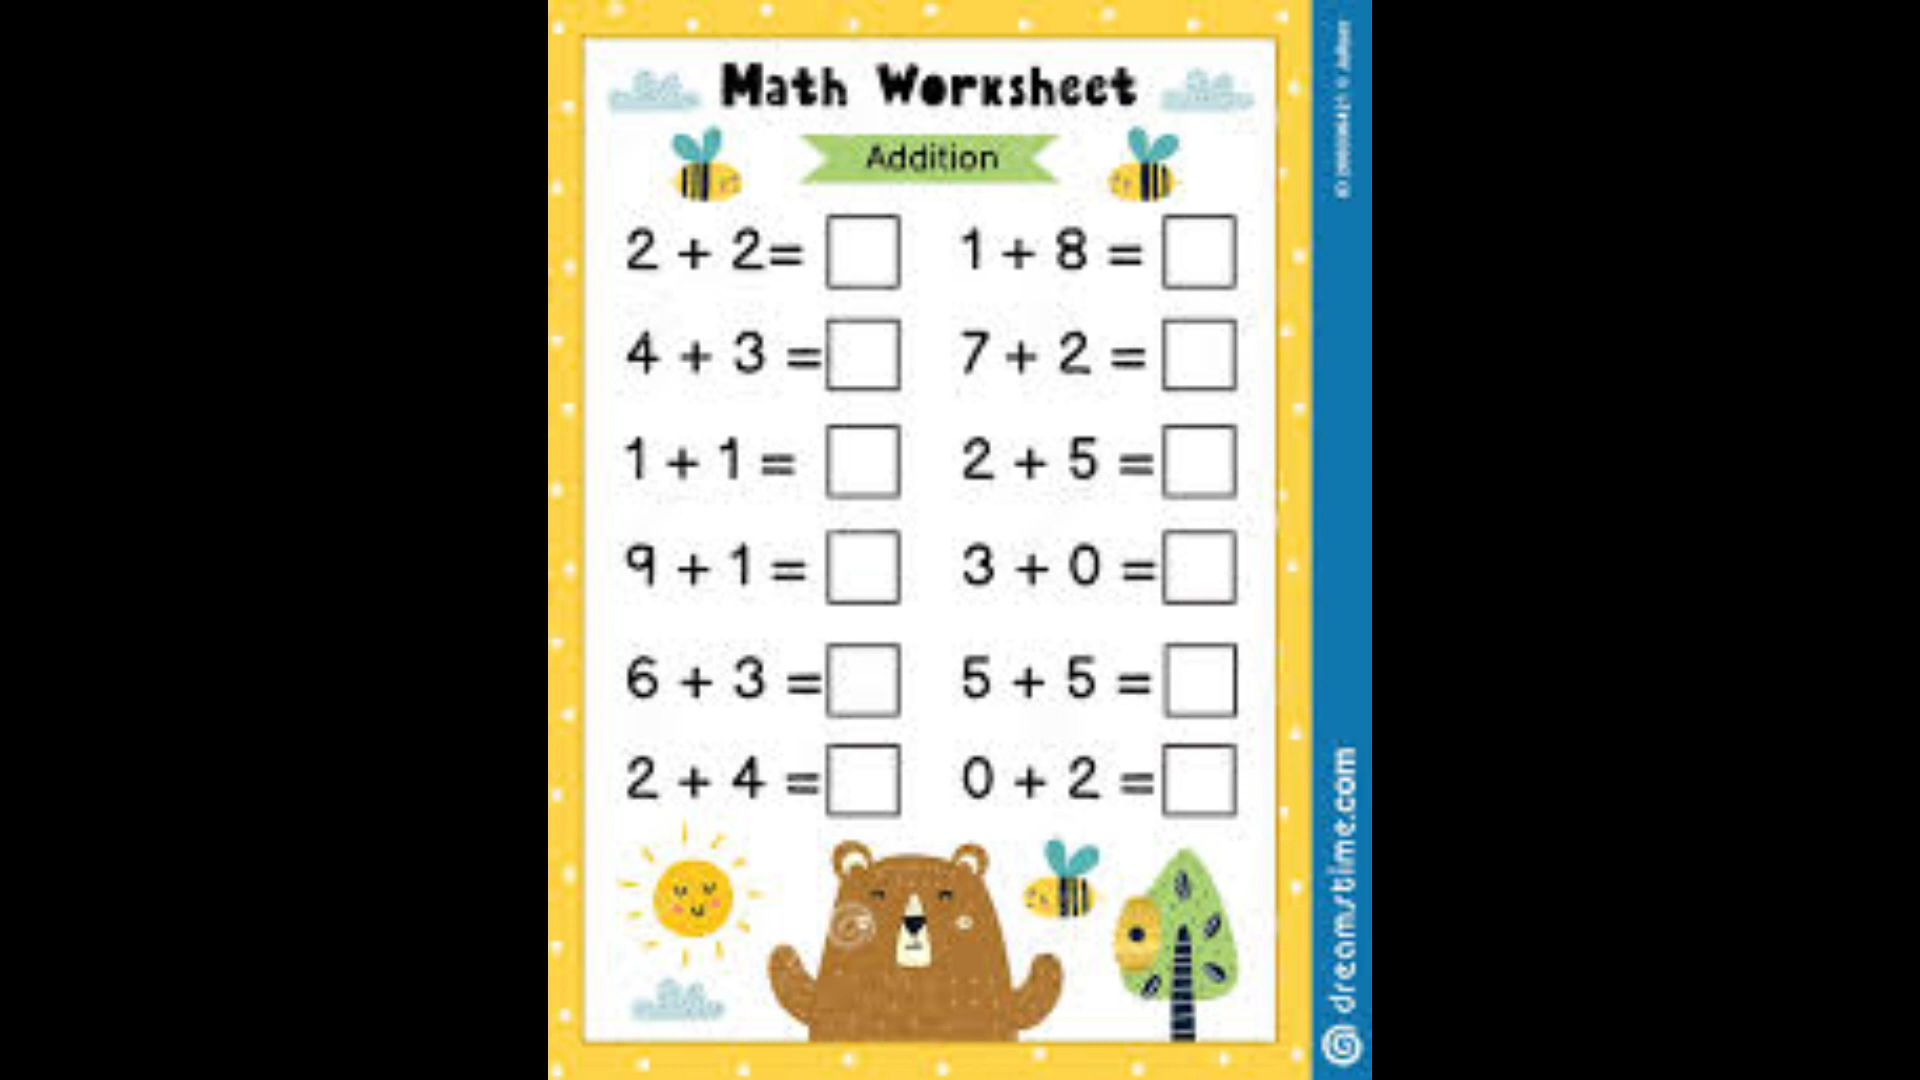 Math Worksheet
Addition
2 + 2=
1 + 8 =
4 + 3 =
7 + 2 =
1 + 1 =
2 + 5 =
9 + 1 =
3 + 0 =
6 + 3 =
5 + 5 =
2 + 4 =
0 + 2 =
dreamstime.com